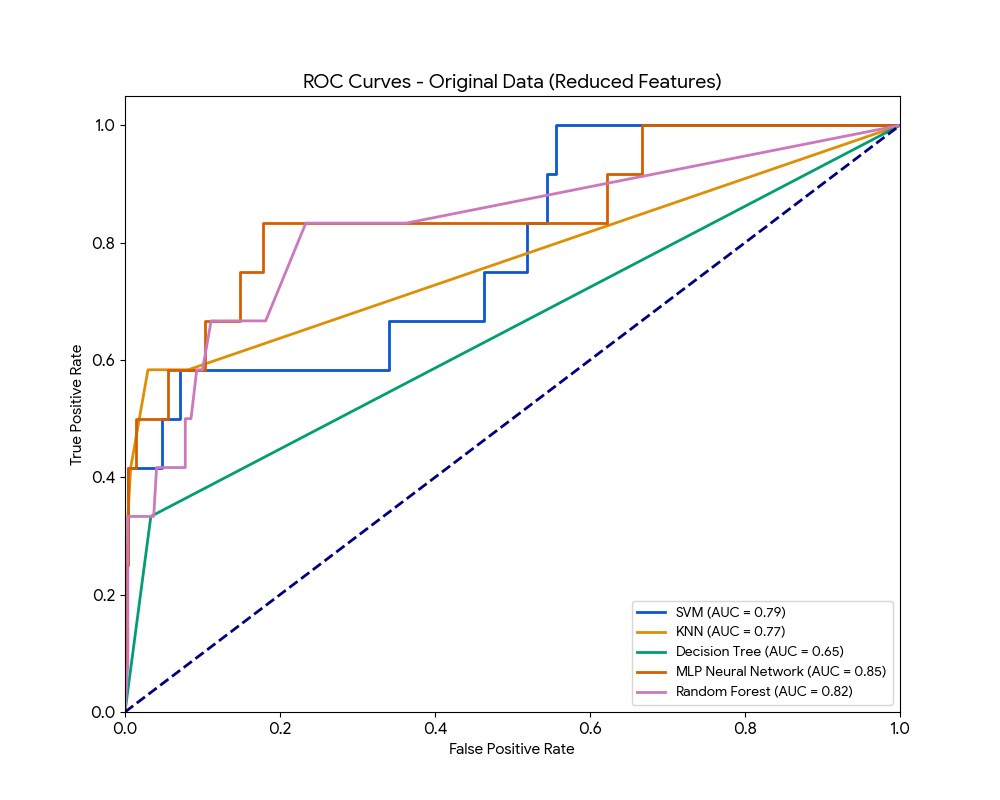 ROC Curves - Original Data (Reduced Features)
True Positive Rate
1.0
0.8
0.6
0.4
0.2
0.0
0.0 0.2 0.4 0.6 0.8 1.0
False Positive Rate
SVM (AUC = 0.79)
KNN (AUC = 0.77)
Decision Tree (AUC = 0.65)
MLP Neural Network (AUC = 0.85)
Random Forest (AUC = 0.82)